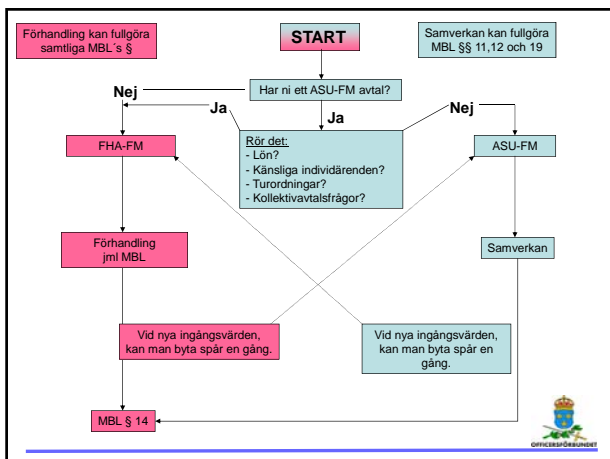 Förhandling kan fullgöra
samtliga MBL´s §
START
Samverkan kan fullgöra
MBL §§ 11,12 och 19
Har ni ett ASU-FM avtal?
Nej
Ja
Ja
Nej
FHA-FM
Rör det:
- Lön?
- Känsliga individärenden?
- Turordningar?
- Kollektivavtalsfrågor?
ASU-FM
Förhandling
jml MBL
Samverkan
Vid nya ingångsvärden,
kan man byta spår en
gång.
Vid nya ingångsvärden,
kan man byta spår en
gång.
MBL § 14
OFFICERSFÖRBUNDET